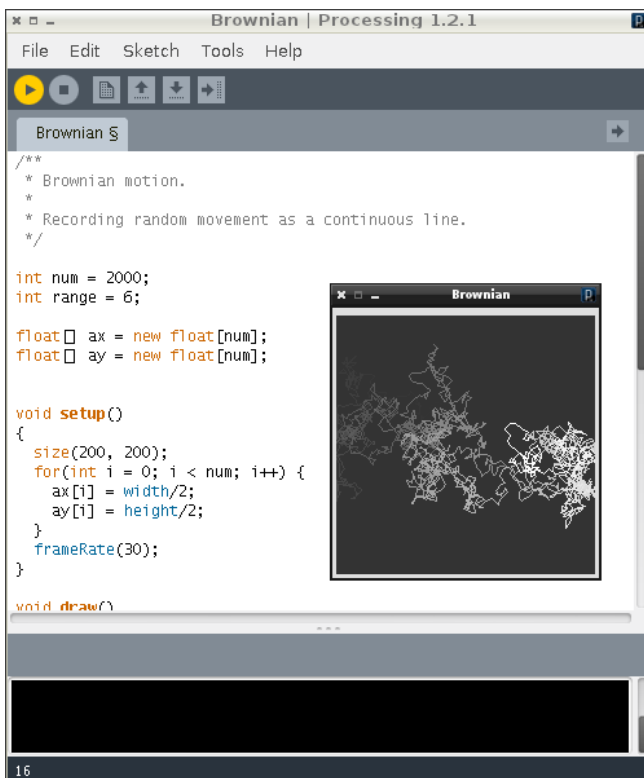 Brownian | Processing 1.2.1
File Edit Sketch Tools Help
Brownian §
/**
 * Brownian motion.
 *
 * Recording random movement as a continuous line.
 */
int num = 2000;
int range = 6;
float[] ax = new float[num];
float[] ay = new float[num];
void setup()
{
  size(200, 200);
  for(int i = 0; i < num; i++) {
    ax[i] = width/2;
    ay[i] = height/2;
  }
  frameRate(30);
}
void draw()
Brownian
16